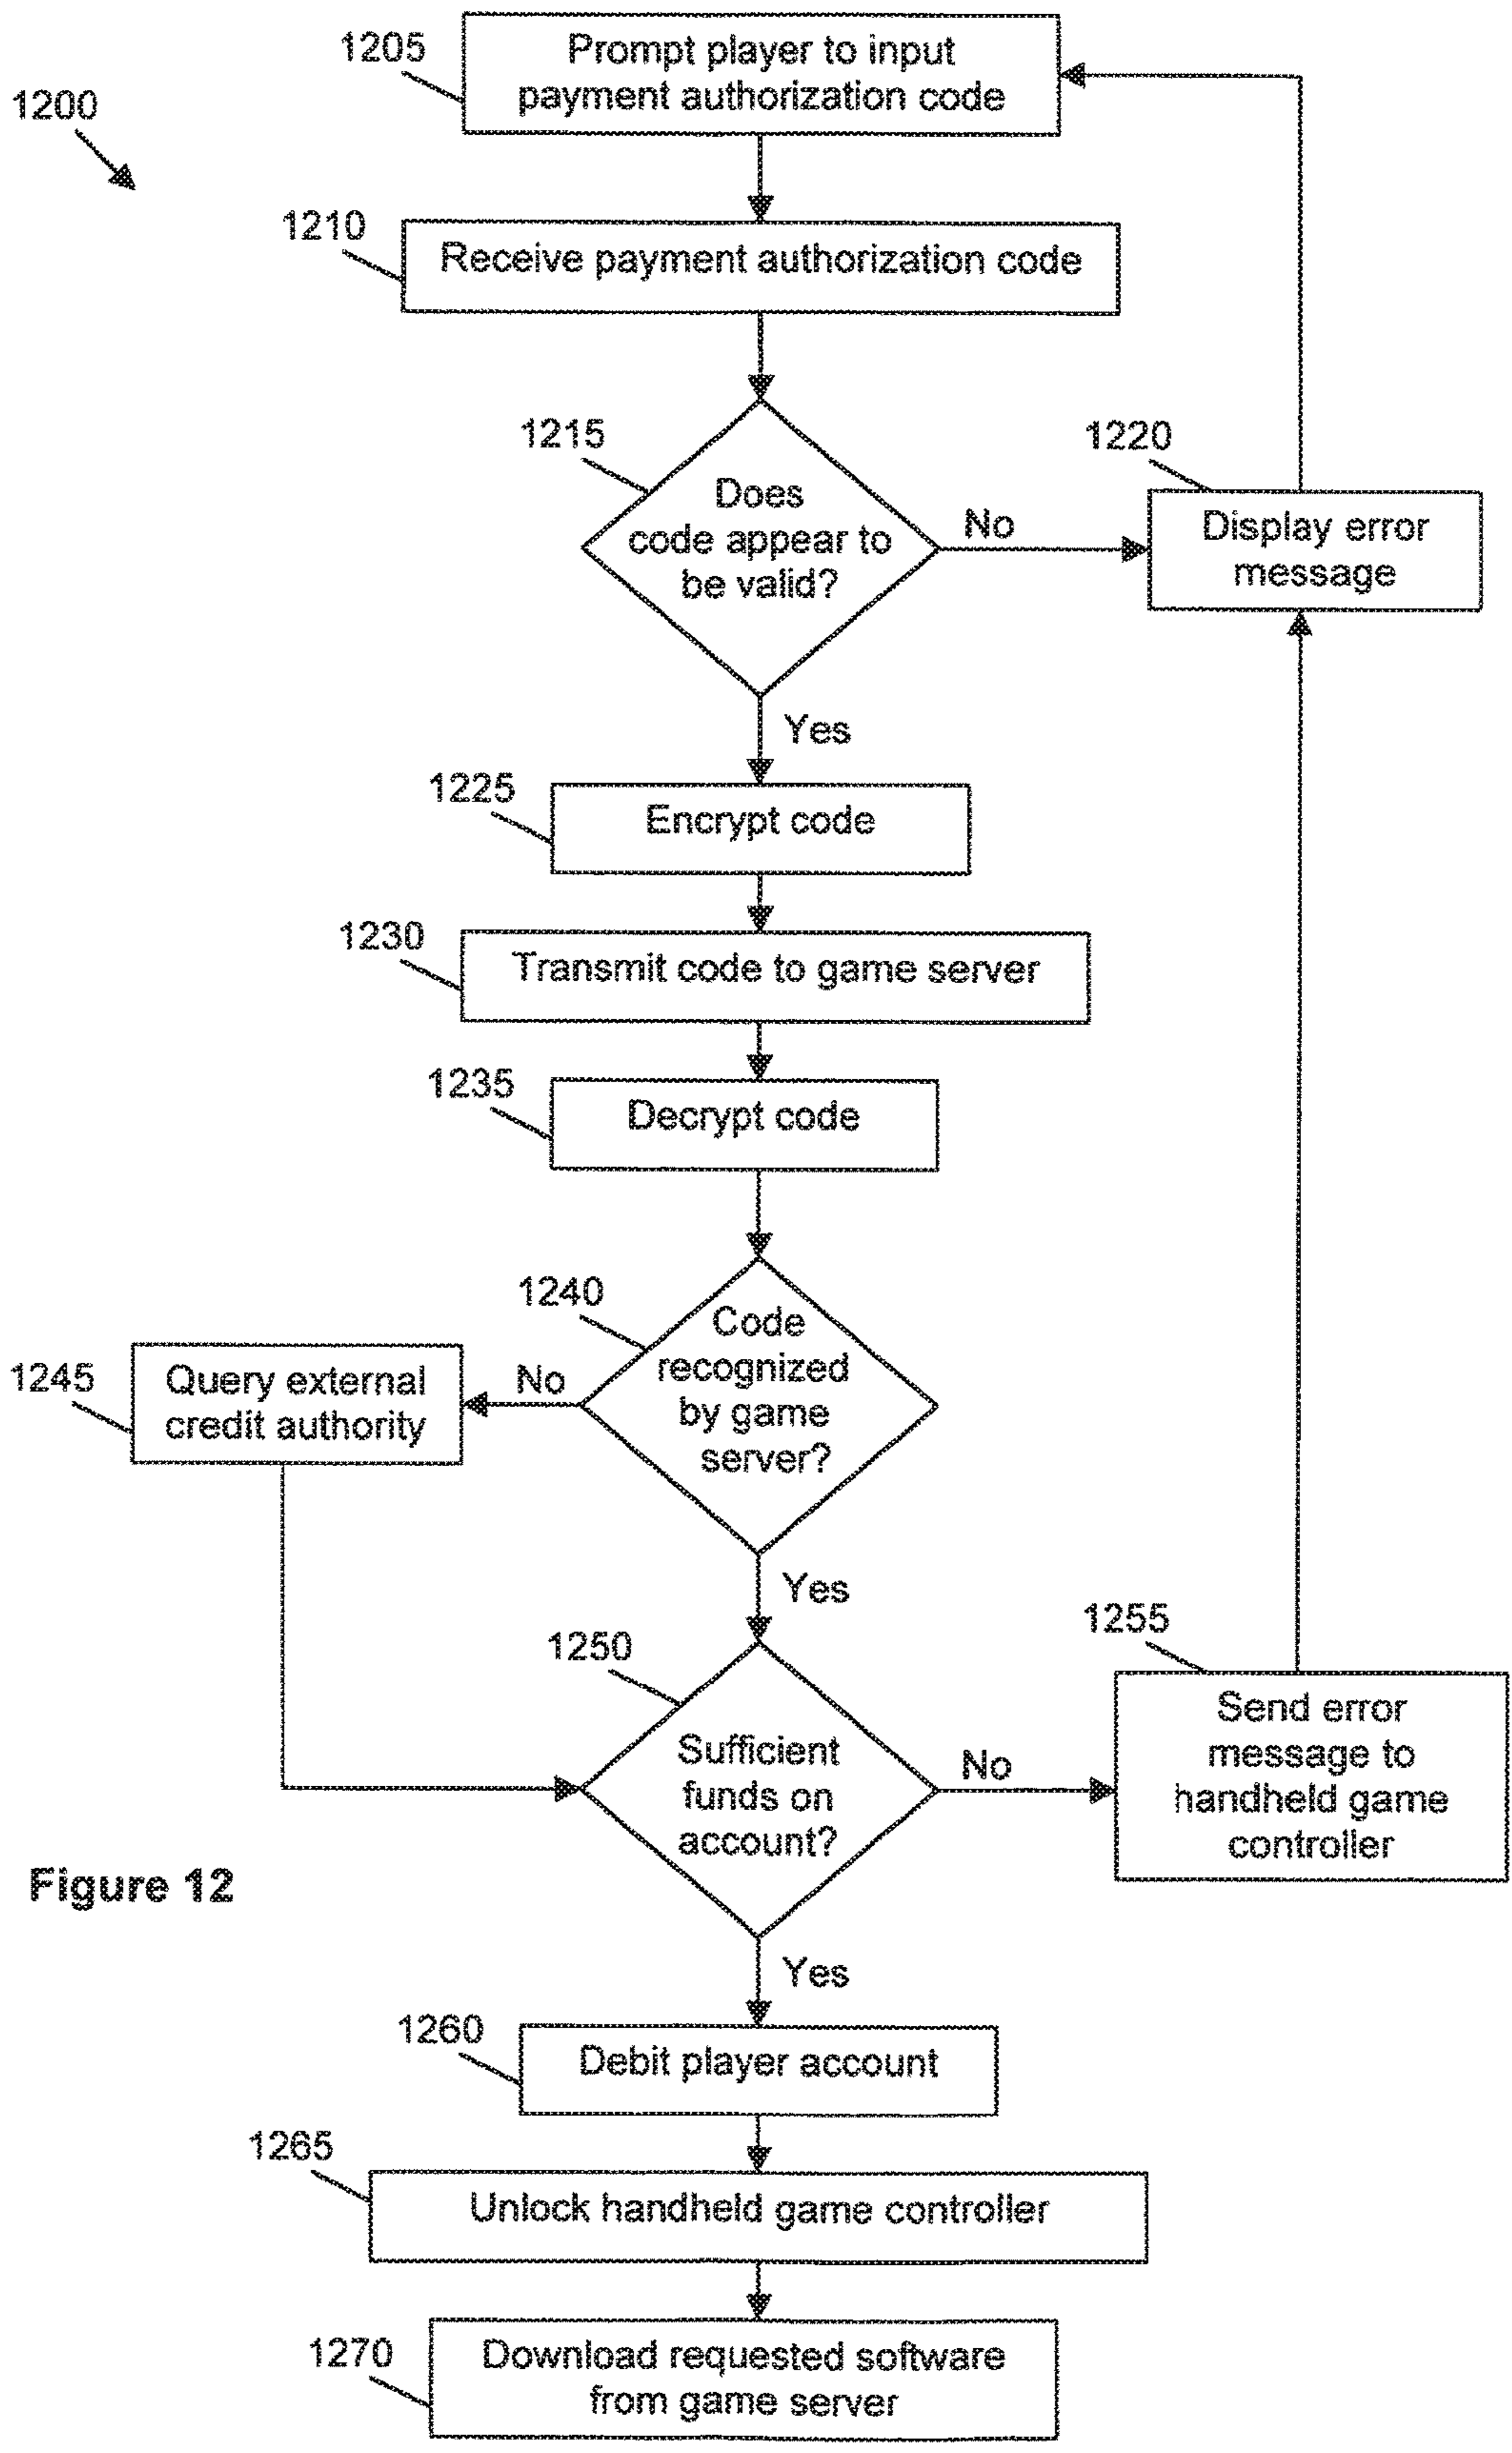 1205
Prompt player to input
payment authorization code
1200
1210
Receive payment authorization code
1215
Does
code appear to
be valid?
No
1220
Display error
message
Yes
1225
Encrypt code
1230
Transmit code to game server
1235
Decrypt code
1240
Code
recognized
by game
server?
No
1245
Query external
credit authority
Yes
1250
Sufficient
funds on
account?
No
1255
Send error
message to
handheld game
controller
Figure 12
Yes
1260
Debit player account
1265
Unlock handheld game controller
1270
Download requested software
from game server